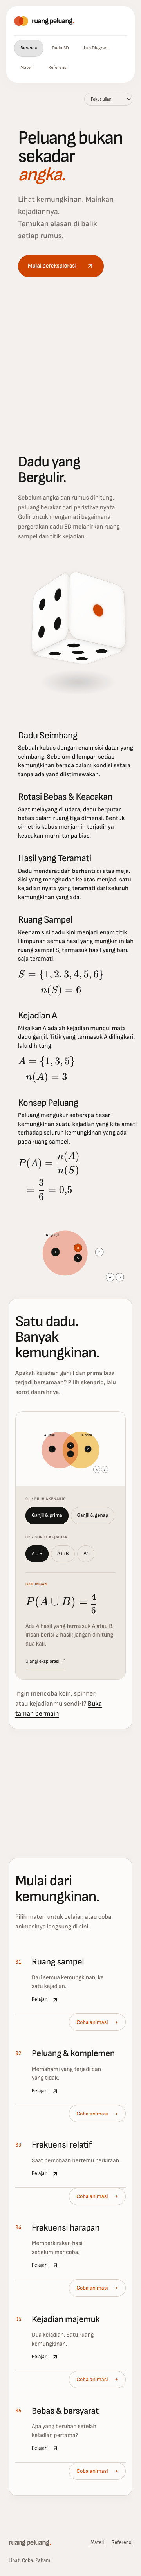 ruang peluang.
Beranda
Dadu 3D
Lab Diagram
Materi
Referensi
Fokus ujian
Peluang bukan
sekadar
angka.
Lihat kemungkinan. Mainkan
kejadiannya.
Temukan alasan di balik
setiap rumus.
Mulai bereksplorasi
Dadu yang
Bergulir.
Sebelum angka dan rumus dihitung,
peluang berakar dari peristiwa nyata.
Gulir untuk mengamati bagaimana
pergerakan dadu 3D melahirkan ruang
sampel dan titik kejadian.
Dadu Seimbang
Sebuah kubus dengan enam sisi datar yang
seimbang. Sebelum dilempar, setiap
kemungkinan berada dalam kondisi setara
tanpa ada yang diistimewakan.
Rotasi Bebas & Keacakan
Saat melayang di udara, dadu berputar
bebas dalam ruang tiga dimensi. Bentuk
simetris kubus menjamin terjadinya
keacakan murni tanpa bias.
Hasil yang Teramati
Dadu mendarat dan berhenti di atas meja.
Sisi yang menghadap ke atas menjadi satu
kejadian nyata yang teramati dari seluruh
kemungkinan yang ada.
Ruang Sampel
Keenam sisi dadu kini menjadi enam titik.
Himpunan semua hasil yang mungkin inilah
ruang sampel S, termasuk hasil yang baru
saja teramati.
S = {1, 2, 3, 4, 5, 6}
n(S) = 6
Kejadian A
Misalkan A adalah kejadian muncul mata
dadu ganjil. Titik yang termasuk A dilingkari,
lalu dihitung.
A = {1, 3, 5}
n(A) = 3
Konsep Peluang
Peluang mengukur seberapa besar
kemungkinan suatu kejadian yang kita amati
terhadap seluruh kemungkinan yang ada
pada ruang sampel.
P(A) = n(A)/n(S)
= 3/6 = 0,5
A · ganjil
Satu dadu.
Banyak
kemungkinan.
Apakah kejadian ganjil dan prima bisa
terjadi bersamaan? Pilih skenario, lalu
sorot daerahnya.
01 / PILIH SKENARIO
Ganjil & prima
Ganjil & genap
02 / SOROT KEJADIAN
A ∪ B
A ∩ B
Aᶜ
GABUNGAN
P(A ∪ B) = 4/6
Ada 4 hasil yang termasuk A atau B.
Irisan berisi 2 hasil; jangan dihitung
dua kali.
Ulangi eksplorasi ↗
Ingin mencoba koin, spinner,
atau kejadianmu sendiri? Buka
taman bermain
Mulai dari
kemungkinan.
Pilih materi untuk belajar, atau coba
animasinya langsung di sini.
01
Ruang sampel
Dari semua kemungkinan, ke
satu kejadian.
Pelajari
Coba animasi +
02
Peluang & komplemen
Memahami yang terjadi dan
yang tidak.
Pelajari
Coba animasi +
03
Frekuensi relatif
Saat percobaan bertemu perkiraan.
Pelajari
Coba animasi +
04
Frekuensi harapan
Memperkirakan hasil
sebelum mencoba.
Pelajari
Coba animasi +
05
Kejadian majemuk
Dua kejadian. Satu ruang
kemungkinan.
Pelajari
Coba animasi +
06
Bebas & bersyarat
Apa yang berubah setelah
kejadian pertama?
Pelajari
Coba animasi +
ruang peluang.
Materi
Referensi
Lihat. Coba. Pahami.